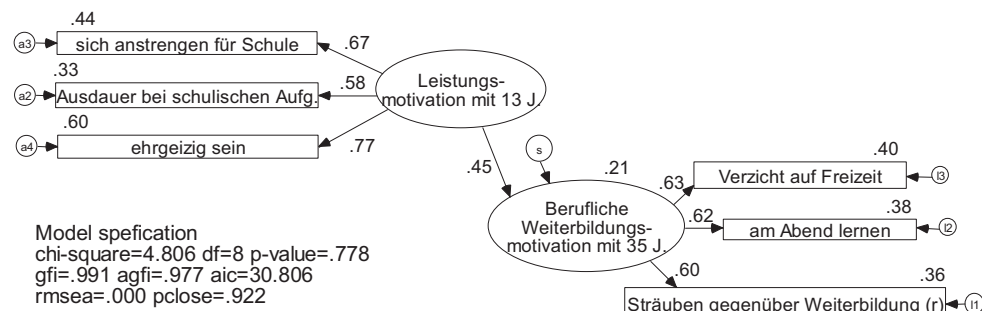 .44
a3
sich anstrengen für Schule
.67
.33
a2
Ausdauer bei schulischen Aufg.
.58
Leistungs-
motivation mit 13 J.
.60
a4
ehrgeizig sein
.77
.45
s
.21
.40
.63
Verzicht auf Freizeit
l3
Berufliche
Weiterbildungs-
motivation mit 35 J.
.62
.38
am Abend lernen
l2
.60
.36
Sträuben gegenüber Weiterbildung (r)
l1
Model spefication
chi-square=4.806 df=8 p-value=.778
gfi=.991 agfi=.977 aic=30.806
rmsea=.000 pclose=.922